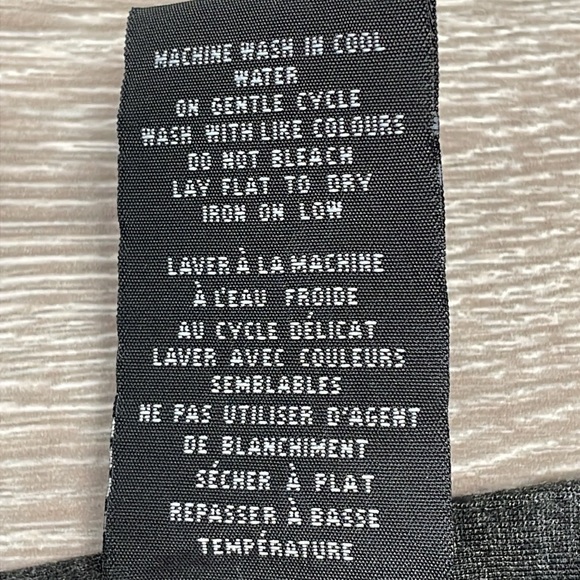 MACHINE WASH IN COOL
WATER
ON GENTLE CYCLE
WASH WITH LIKE COLOURS
DO NOT BLEACH
LAY FLAT TO DRY
IRON ON LOW
LAVER À LA MACHINE
À L'EAU FROIDE
AU CYCLE DÉLICAT
LAVER AVEC COULEURS
SEMBLABLES
NE PAS UTILISER D'AGENT
DE BLANCHIMENT
SÉCHER À PLAT
REPASSER À BASSE
TEMPÉRATURE